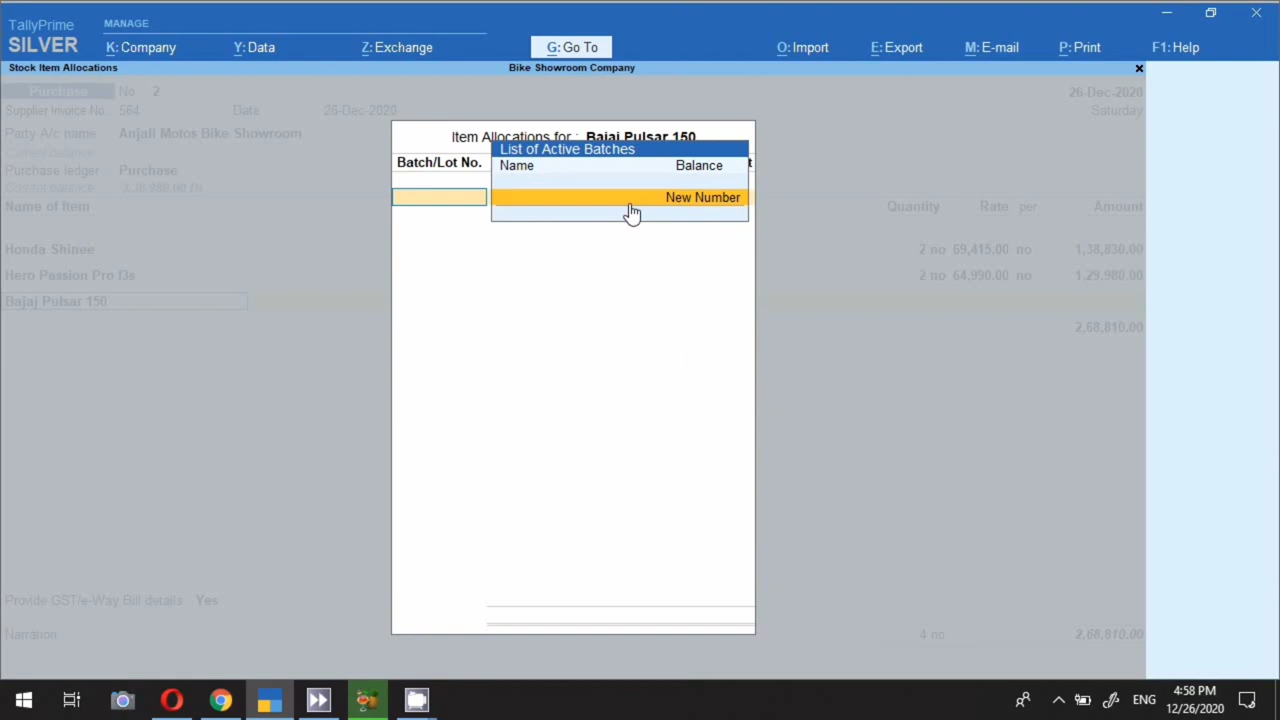 TallyPrime
MANAGE
SILVER
K: Company
Y: Data
Z: Exchange
G: Go To
O: Import
E: Export
M: E-mail
P: Print
F1: Help
Stock Item Allocations
Bike Showroom Company
Purchase No 2
26-Dec-2020
Supplier Invoice No. 564 Date 26-Dec-2020
Saturday
Party A/c name Anjali Motos Bike Showroom
Current balance
Purchase ledger Purchase
Name of Item
Quantity Rate per Amount
Honda Shinee 2 no 69,415.00 no 1,38,830.00
Hero Passion Pro I3s 2 no 64,990.00 no 1,29,980.00
Bajaj Pulsar 150
2,68,810.00
Item Allocations for : Bajaj Pulsar 150
Batch/Lot No.
List of Active Batches
Name Balance
New Number
Provide GST/e-Way Bill details Yes
Narration
4 no 2,68,810.00
ENG
4:58 PM
12/26/2020